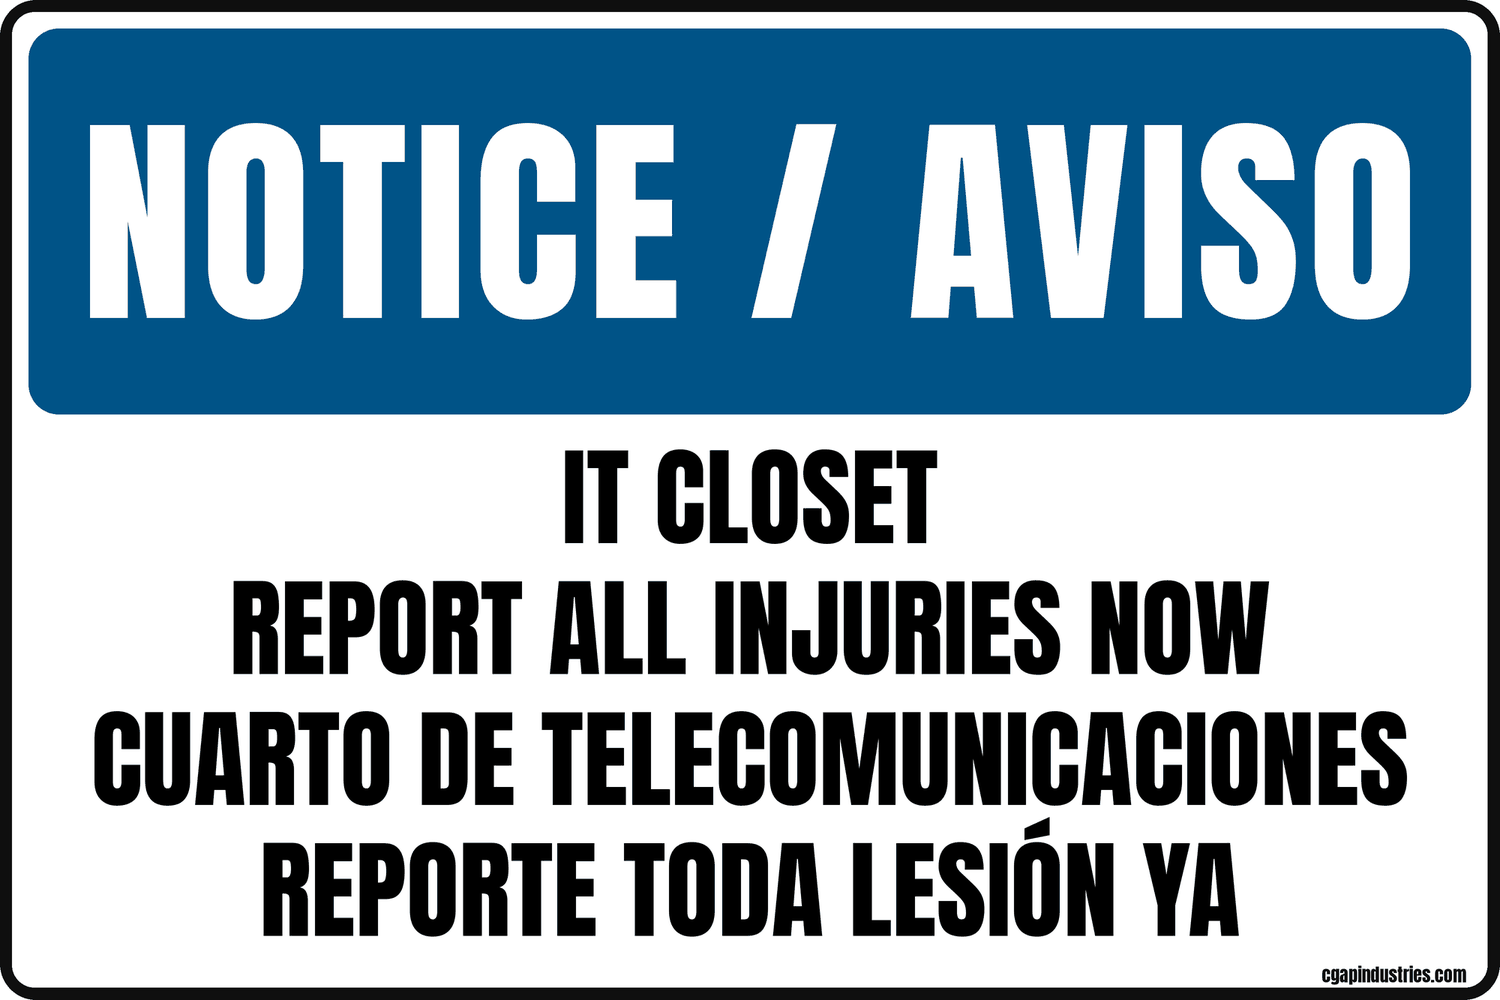 NOTICE / AVISO
IT CLOSET
REPORT ALL INJURIES NOW
CUARTO DE TELECOMUNICACIONES
REPORTE TODA LESIÓN YA
cgapindustries.com